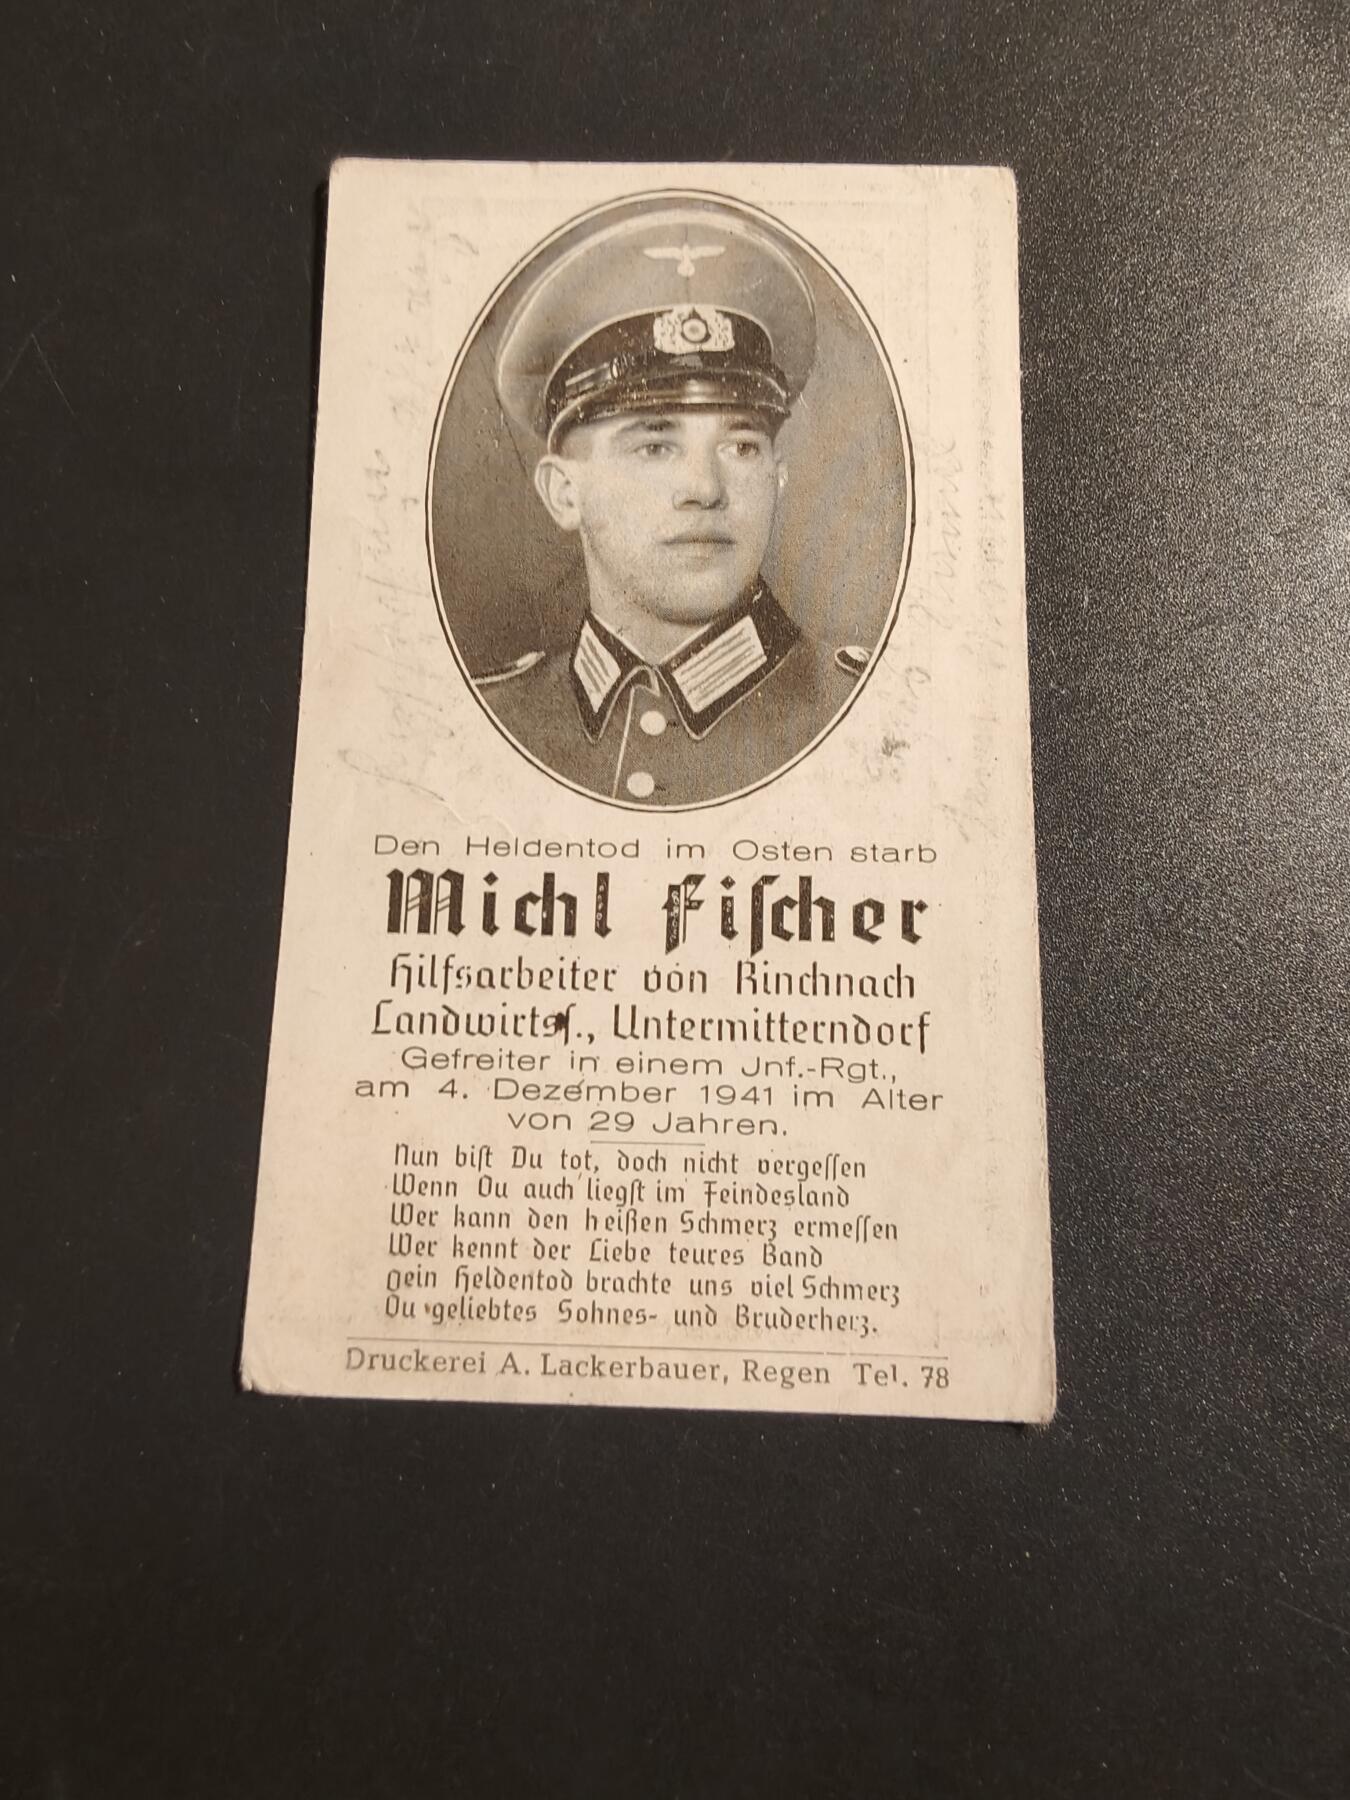 Den Heldentod im Osten starb
Michl Fischer
Hilfsarbeiter von Rinchnach
Landwirtss., Untermitterndorf
Gefreiter in einem Jnf.-Rgt.,
am 4. Dezember 1941 im Alter
von 29 Jahren.
Nun bist Du tot, doch nicht vergessen
Wenn Du auch liegst im Feindesland
Wer kann den heißen Schmerz ermessen
Wer kennt der Liebe teures Band
Dein Heldentod brachte uns viel Schmerz
Du geliebtes Sohnes- und Bruderherz.
Druckerei A. Lackerbauer, Regen Tel. 78